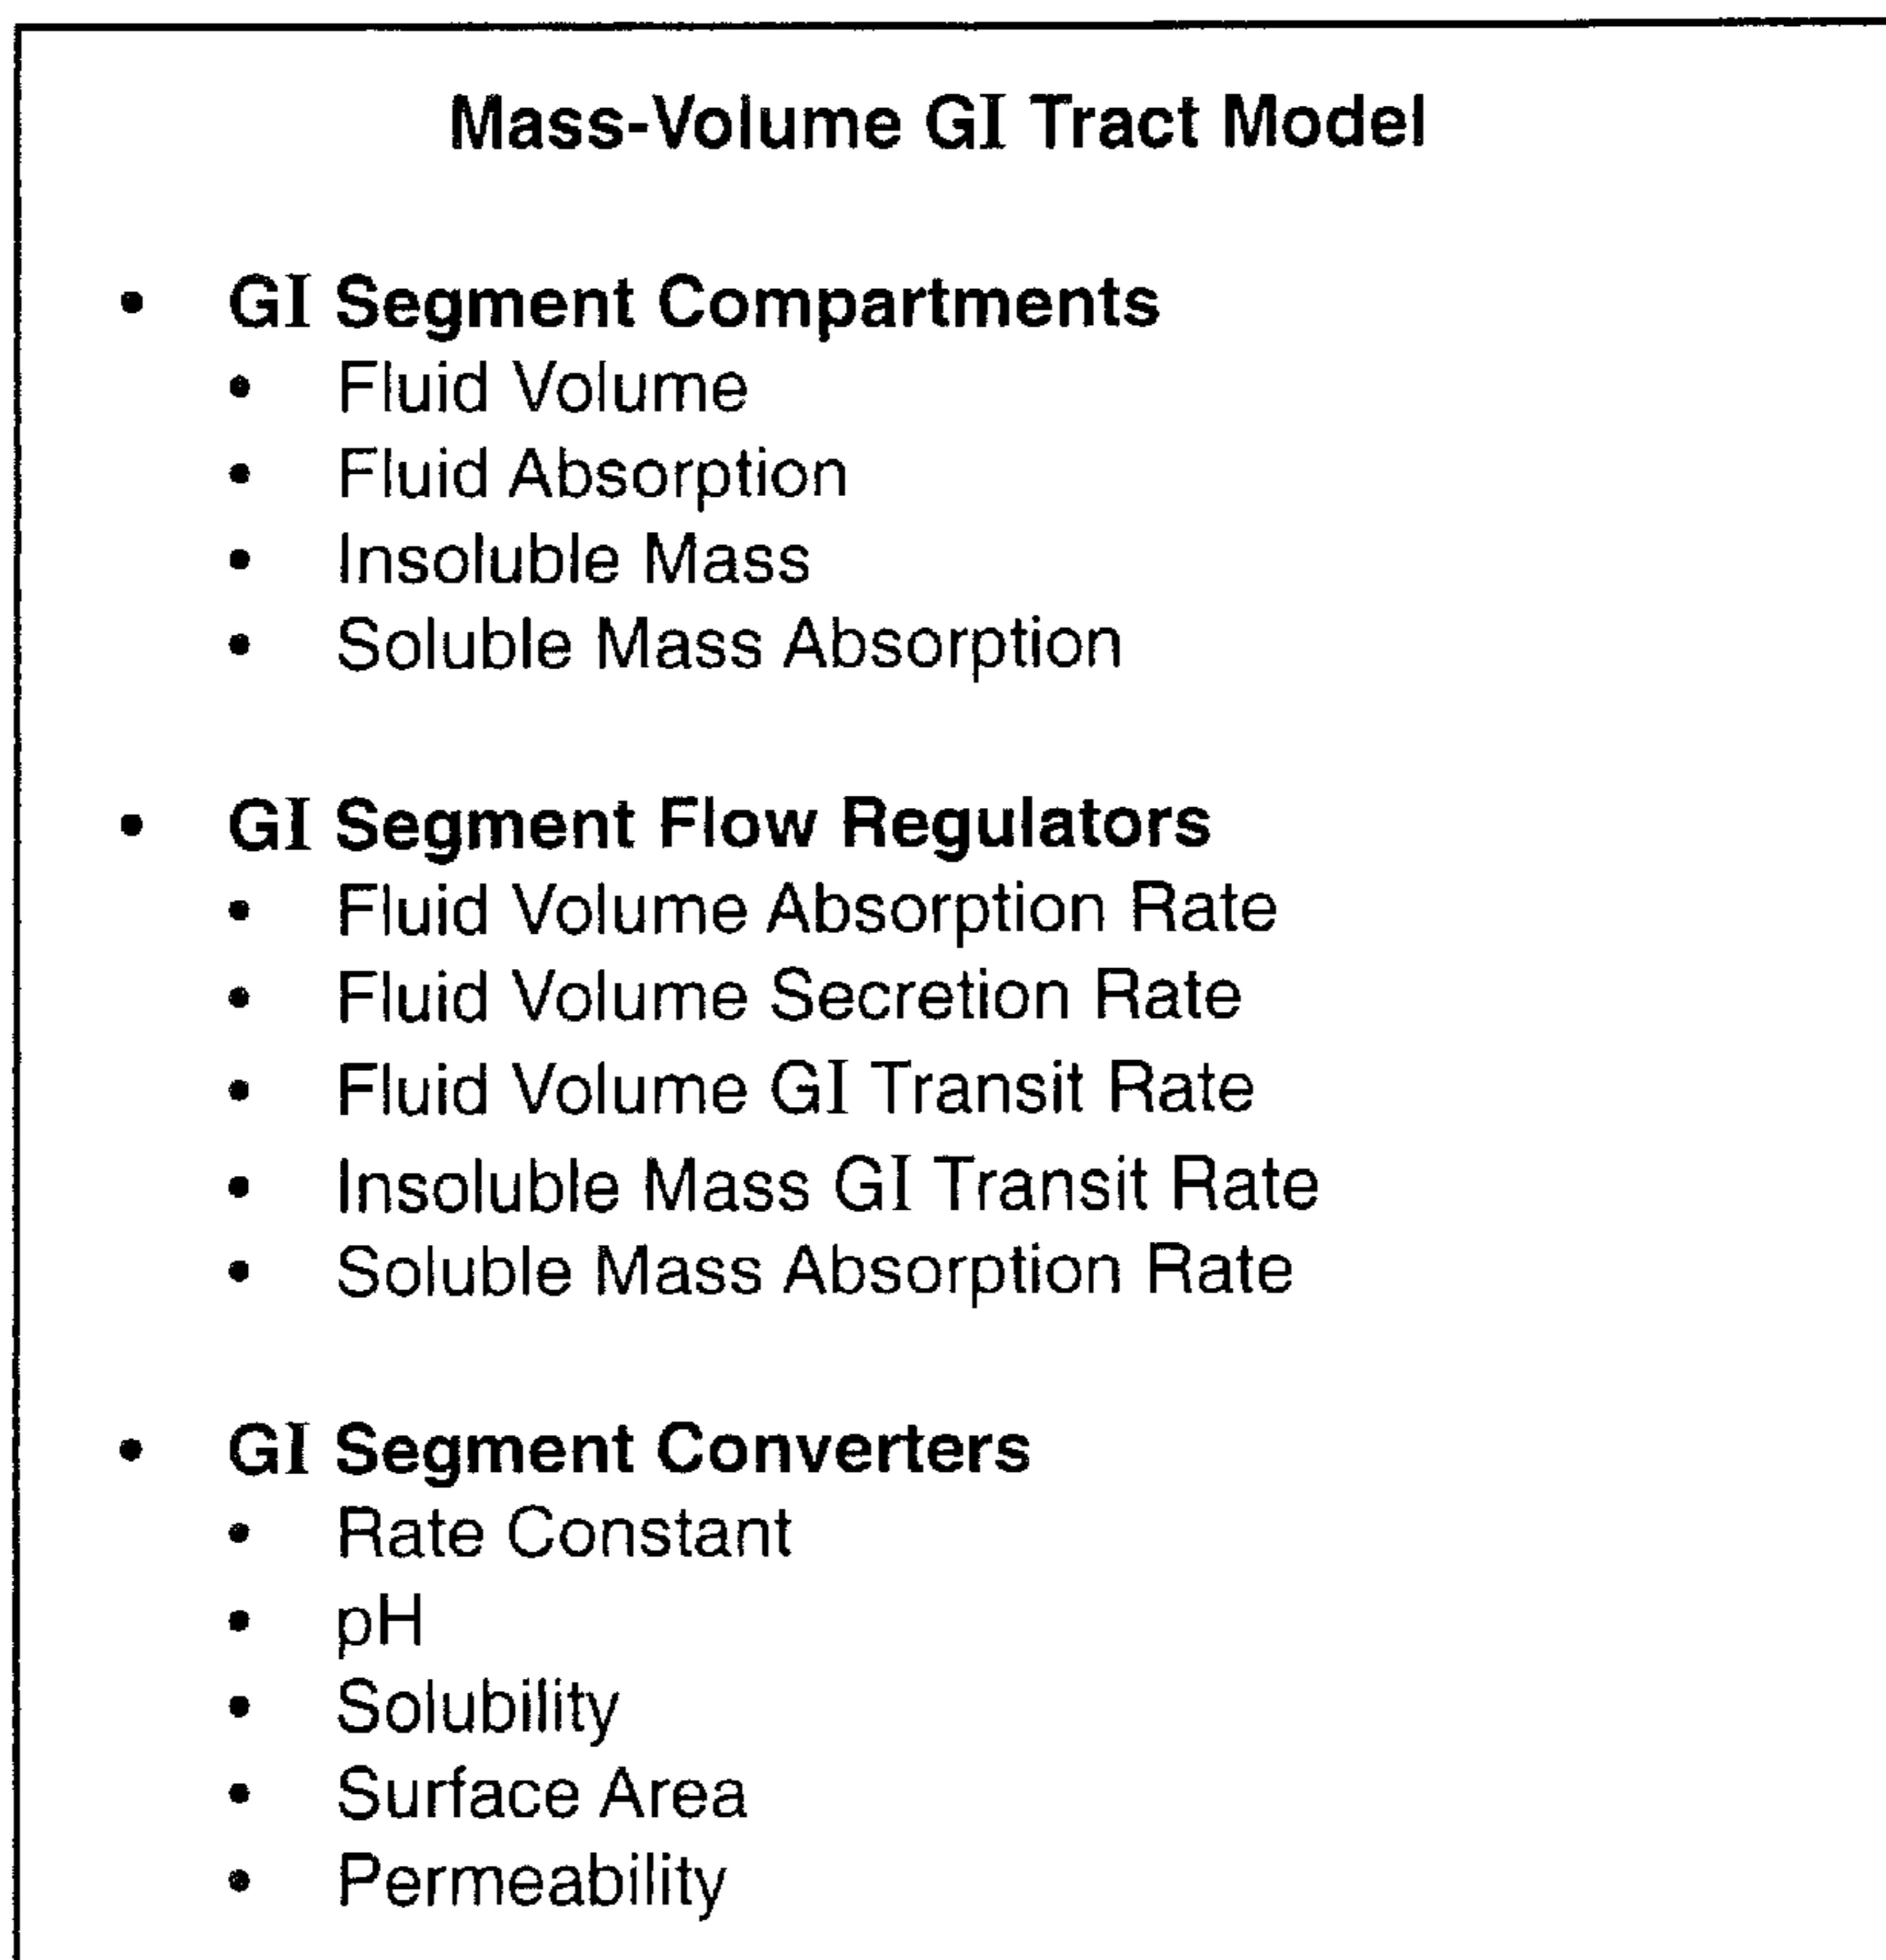 Mass-Volume GI Tract Model
• GI Segment Compartments
• Fluid Volume
• Fluid Absorption
• Insoluble Mass
• Soluble Mass Absorption
• GI Segment Flow Regulators
• Fluid Volume Absorption Rate
• Fluid Volume Secretion Rate
• Fluid Volume GI Transit Rate
• Insoluble Mass GI Transit Rate
• Soluble Mass Absorption Rate
• GI Segment Converters
• Rate Constant
• pH
• Solubility
• Surface Area
• Permeability